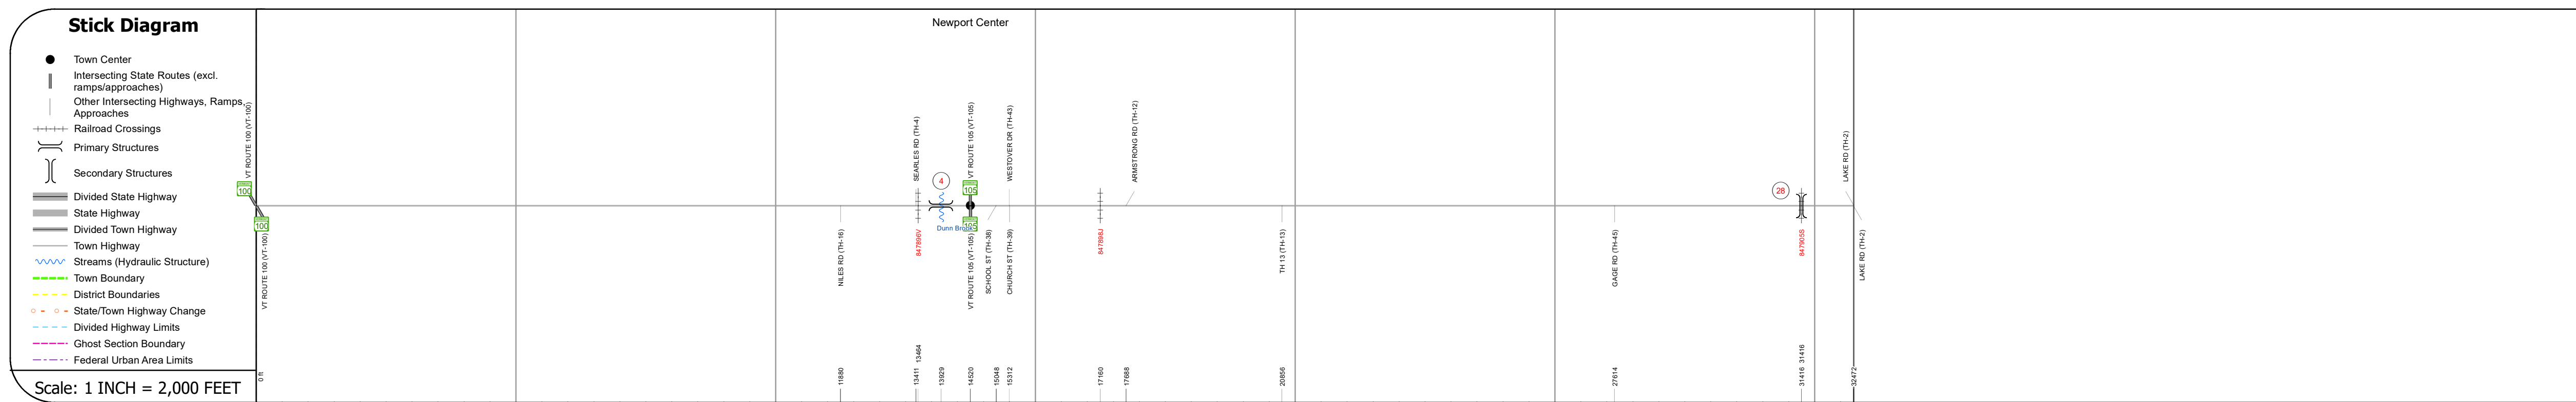 Stick Diagram
Town Center
Intersecting State Routes (excl.
ramps/approaches)
Other Intersecting Highways, Ramps,
Approaches
Railroad Crossings
Primary Structures
Secondary Structures
Divided State Highway
State Highway
Divided Town Highway
Town Highway
Streams (Hydraulic Structure)
Town Boundary
District Boundaries
State/Town Highway Change
Divided Highway Limits
Ghost Section Boundary
Federal Urban Area Limits
Scale: 1 INCH = 2,000 FEET
Newport Center
VT ROUTE 100 (VT-100)
100
100
VT ROUTE 100 (VT-100)
NILES RD (TH-16)
SEARLES RD (TH-4)
847896V
4
Dunn Brook
VT ROUTE 105 (VT-105)
105
105
VT ROUTE 105 (VT-105)
SCHOOL ST (TH-38)
WESTOVER DR (TH-43)
CHURCH ST (TH-39)
847898J
ARMSTRONG RD (TH-12)
TH 13 (TH-13)
GAGE RD (TH-45)
28
847905S
LAKE RD (TH-2)
LAKE RD (TH-2)
0 ft
11880
13411
13464
13929
14520
15048
15312
17160
17688
20856
27614
31416
31416
32472